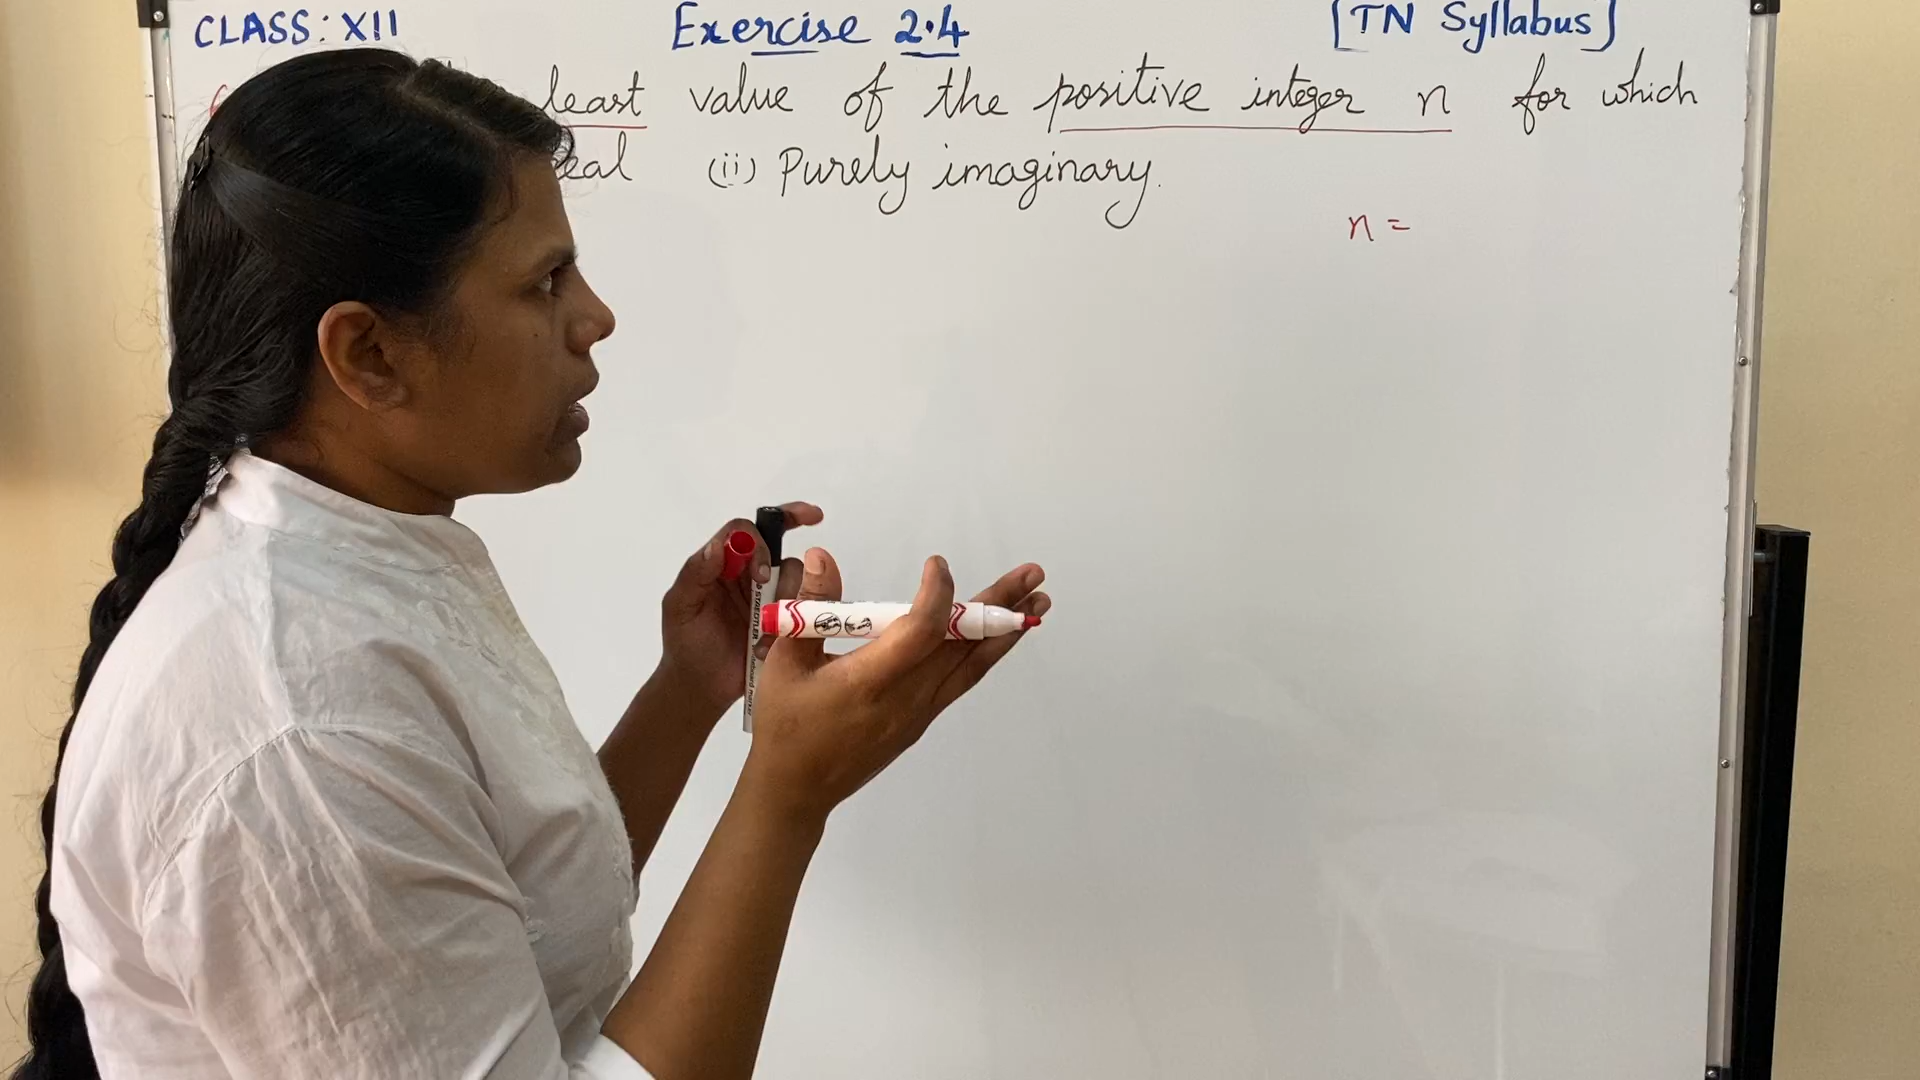 CLASS: XII Exercise 2.4 [TN Syllabus]
least value of the positive integer n for which
eal (ii) Purely imaginary.
n =
STAEDTLER